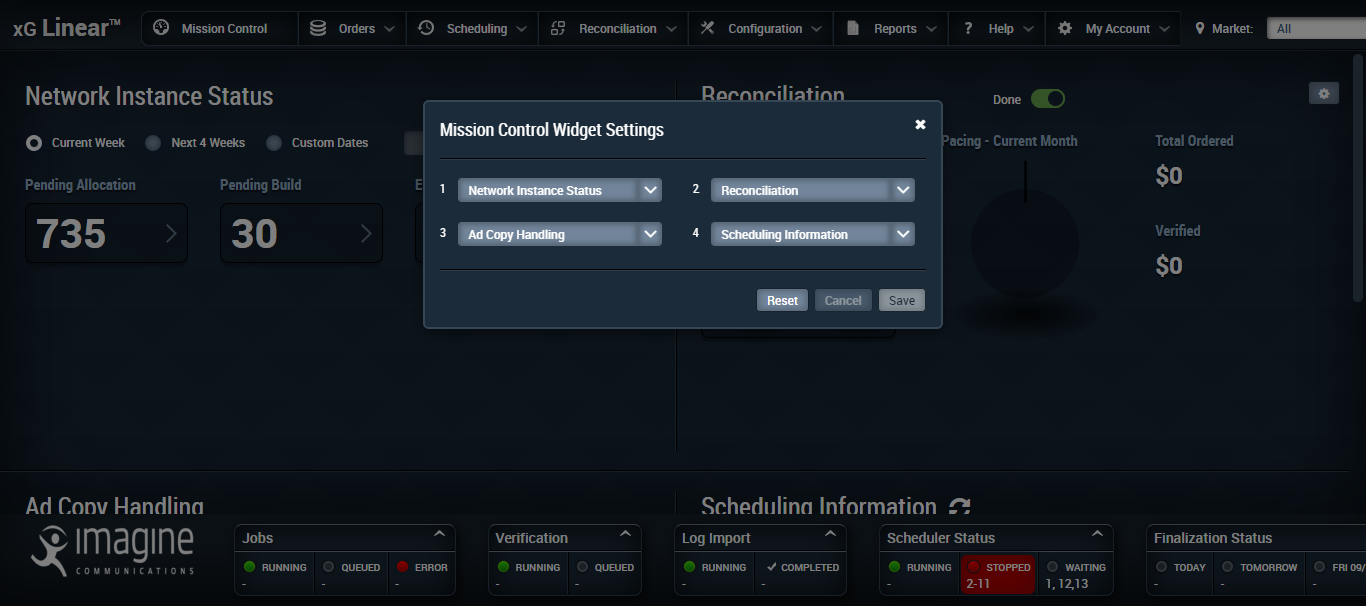 xG Linear™
Mission Control
Orders
Scheduling
Reconciliation
Configuration
Reports
? Help
My Account
Market:
All
Network Instance Status
Reconciliation
Done
Current Week
Next 4 Weeks
Custom Dates
Pacing - Current Month
Total Ordered
$0
Pending Allocation
Pending Build
E
735
30
Verified
$0
Mission Control Widget Settings
1 Network Instance Status
2 Reconciliation
3 Ad Copy Handling
4 Scheduling Information
Reset
Cancel
Save
Ad Copy Handling
Scheduling Information
imagine
COMMUNICATIONS
Jobs
RUNNING
-
QUEUED
-
ERROR
-
Verification
RUNNING
-
QUEUED
-
Log Import
RUNNING
-
COMPLETED
-
Scheduler Status
RUNNING
-
STOPPED
2-11
WAITING
1, 12,13
Finalization Status
TODAY
-
TOMORROW
-
FRI 09/
-